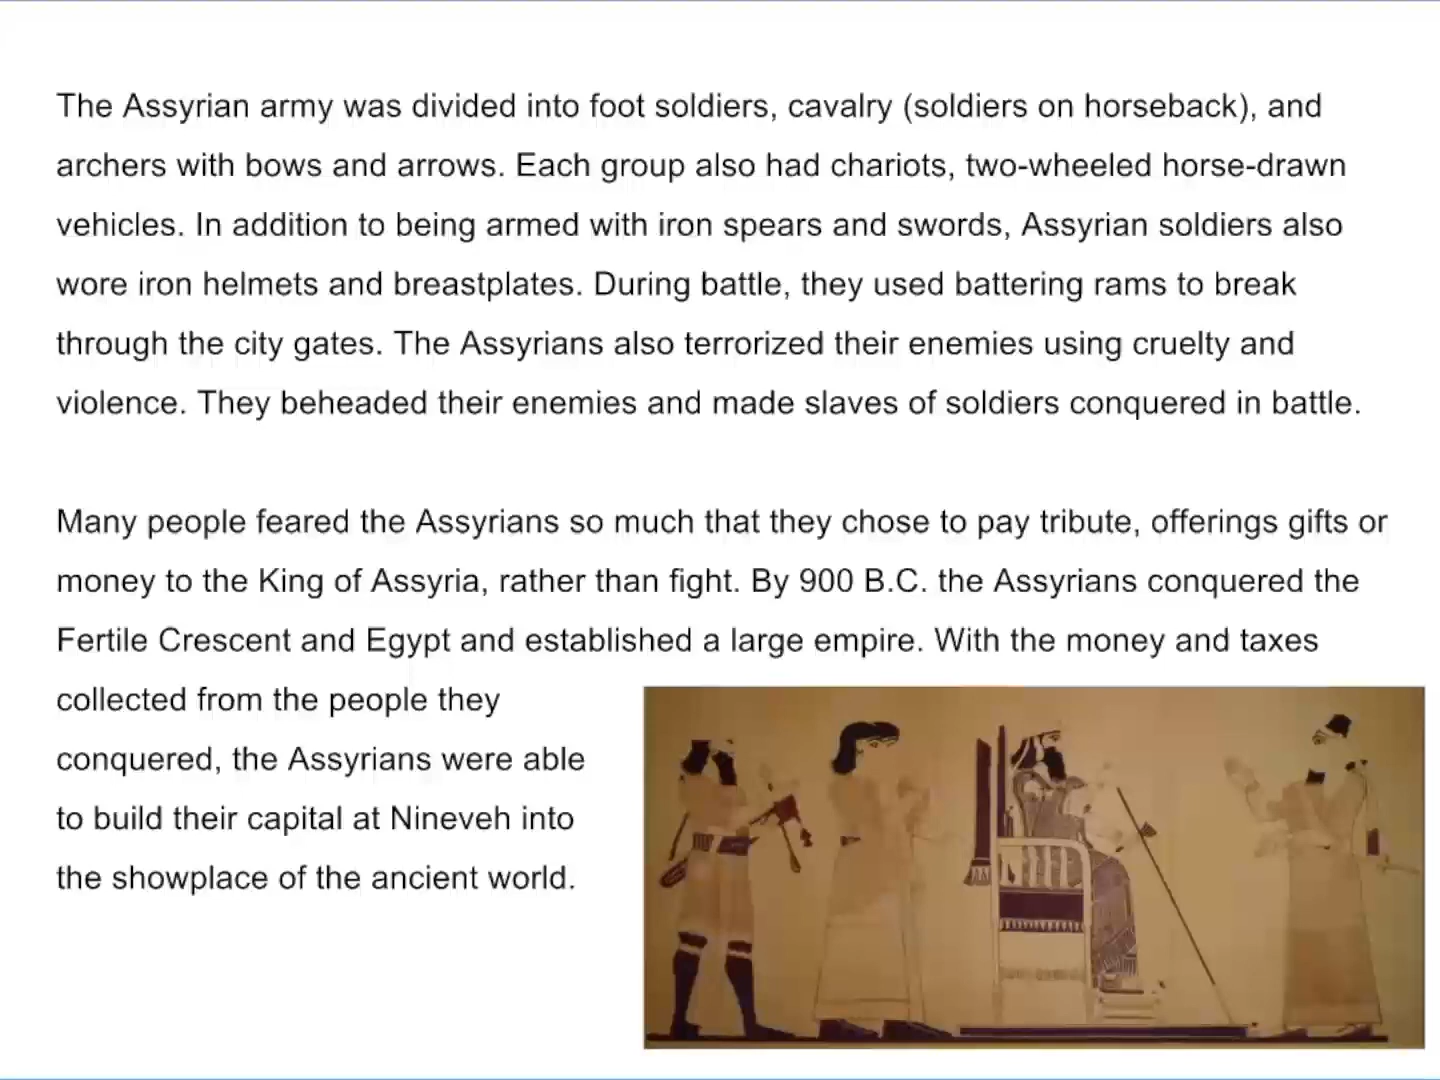 The Assyrian army was divided into foot soldiers, cavalry (soldiers on horseback), and
archers with bows and arrows. Each group also had chariots, two-wheeled horse-drawn
vehicles. In addition to being armed with iron spears and swords, Assyrian soldiers also
wore iron helmets and breastplates. During battle, they used battering rams to break
through the city gates. The Assyrians also terrorized their enemies using cruelty and
violence. They beheaded their enemies and made slaves of soldiers conquered in battle.
Many people feared the Assyrians so much that they chose to pay tribute, offerings gifts or
money to the King of Assyria, rather than fight. By 900 B.C. the Assyrians conquered the
Fertile Crescent and Egypt and established a large empire. With the money and taxes
collected from the people they
conquered, the Assyrians were able
to build their capital at Nineveh into
the showplace of the ancient world.